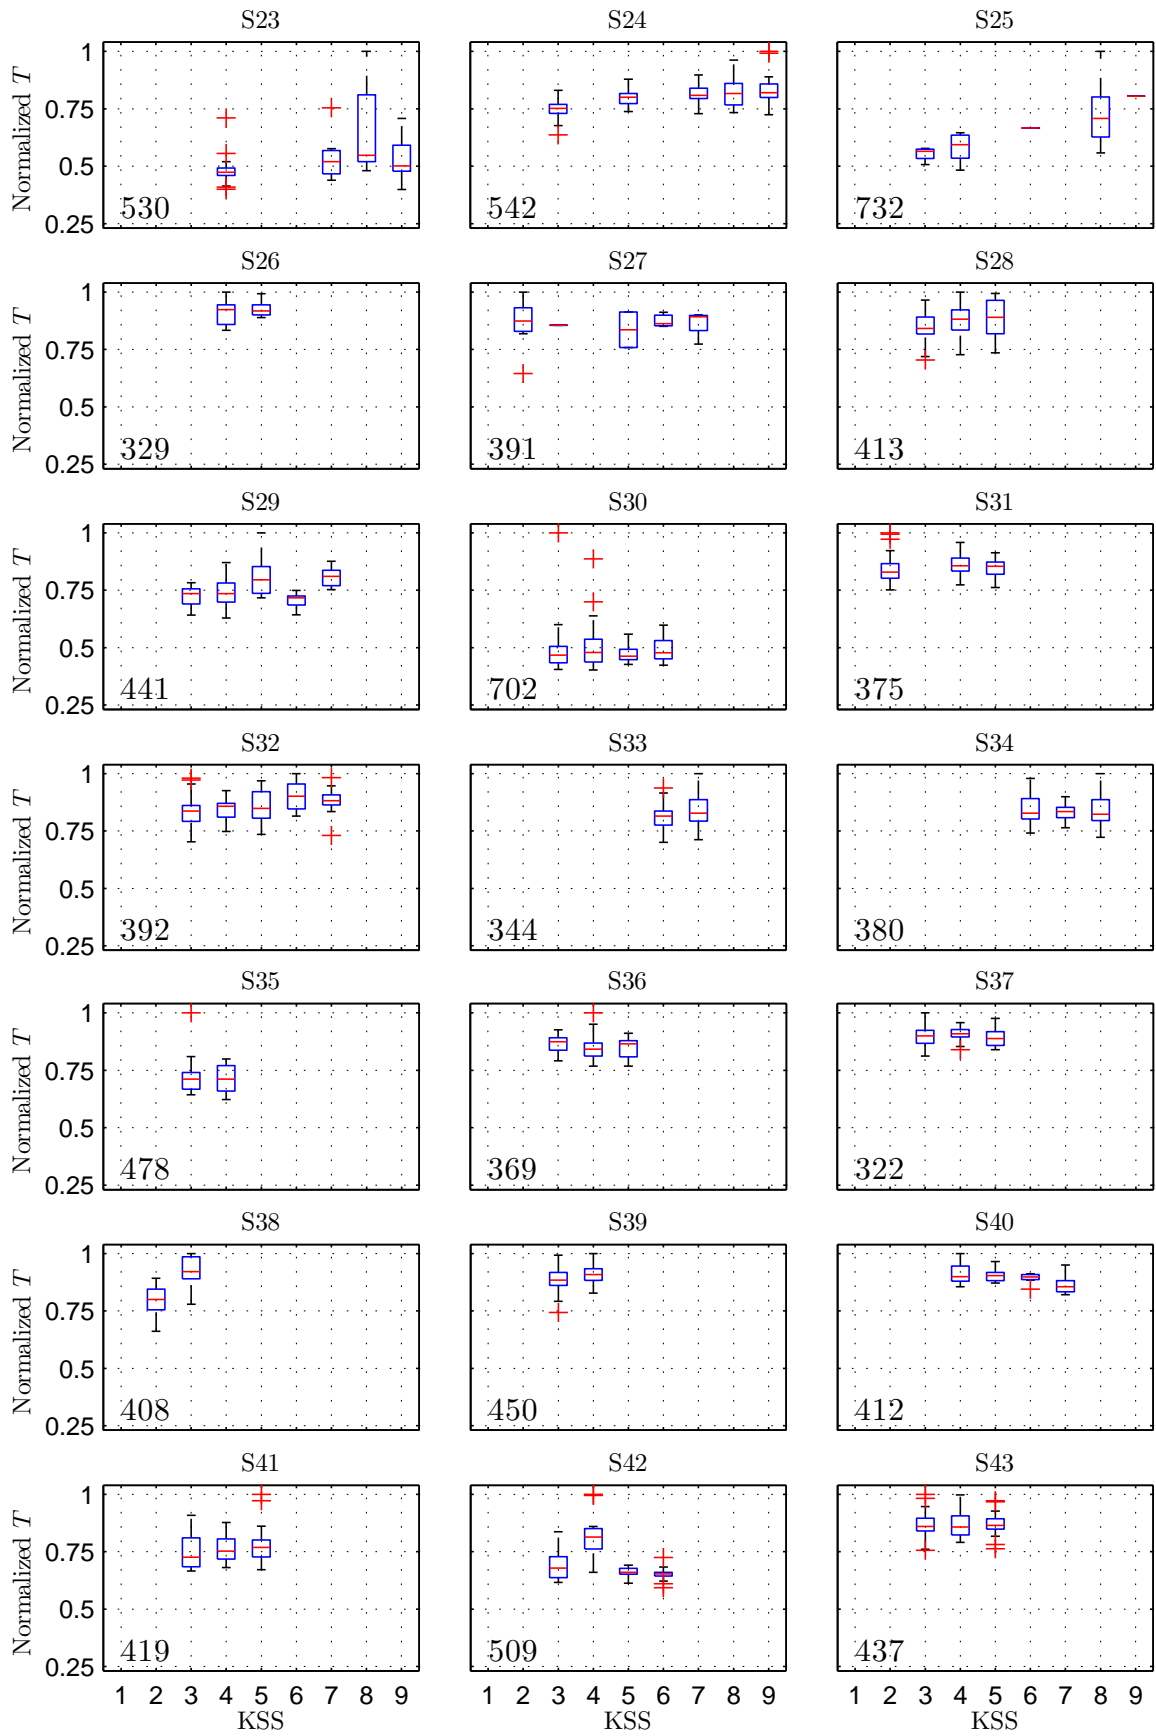 S23 S24 S25
Normalized T
1
0.75
0.5
0.25
530 542 732
S26 S27 S28
Normalized T
1
0.75
0.5
0.25
329 391 413
S29 S30 S31
Normalized T
1
0.75
0.5
0.25
441 702 375
S32 S33 S34
Normalized T
1
0.75
0.5
0.25
392 344 380
S35 S36 S37
Normalized T
1
0.75
0.5
0.25
478 369 322
S38 S39 S40
Normalized T
1
0.75
0.5
0.25
408 450 412
S41 S42 S43
Normalized T
1
0.75
0.5
0.25
419 509 437
1 2 3 4 5 6 7 8 9 1 2 3 4 5 6 7 8 9 1 2 3 4 5 6 7 8 9
KSS KSS KSS